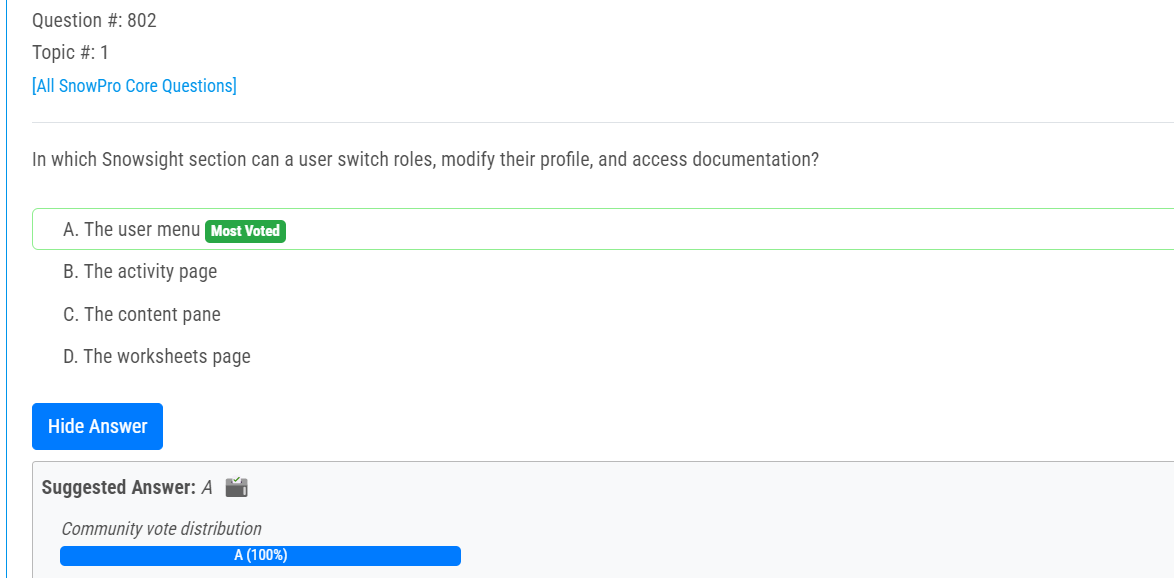 Question #: 802
Topic #: 1
[All SnowPro Core Questions]
In which Snowsight section can a user switch roles, modify their profile, and access documentation?
A. The user menu Most Voted
B. The activity page
C. The content pane
D. The worksheets page
Hide Answer
Suggested Answer: A
Community vote distribution
A (100%)